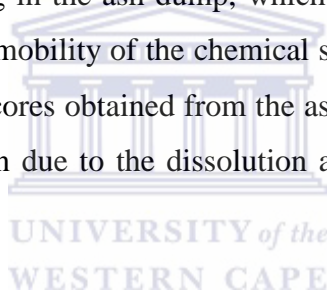 g in the ash dump, which
mobility of the chemical s
cores obtained from the as
n due to the dissolution a
UNIVERSITY of the
WESTERN CAPE